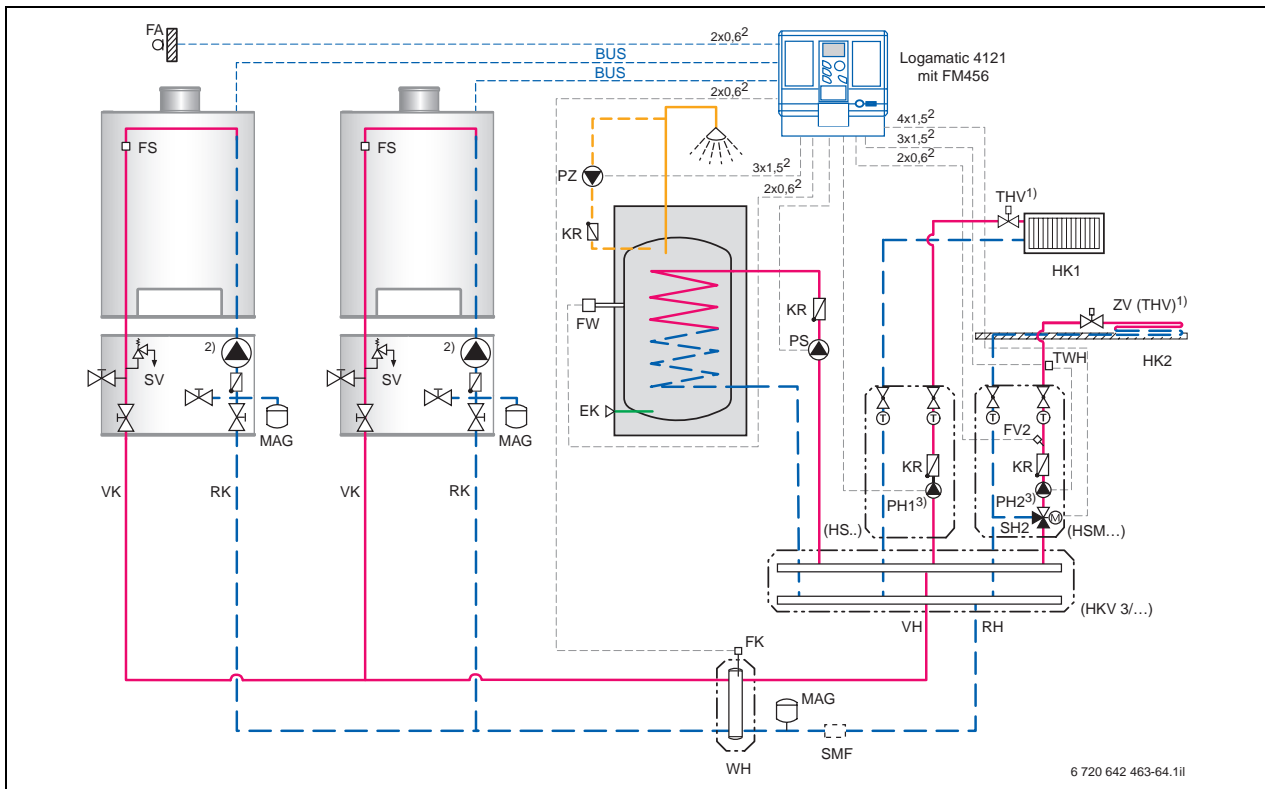 FA
2x0,6²
BUS
BUS
2x0,6²
Logamatic 4121
mit FM456
4x1,5²
3x1,5²
2x0,6²
FS
FS
PZ
3x1,5²
2x0,6²
KR
THV¹⁾
HK1
FW
KR
PS
ZV (THV)¹⁾
HK2
TWH
2)
SV
2)
SV
EK
MAG
MAG
FV2
KR
KR
PH1³⁾
PH2³⁾
M
SH2
T
T
T
T
(HS..)
(HSM...)
VK
RK
VK
RK
(HKV 3/...)
VH
RH
FK
MAG
WH
SMF
6 720 642 463-64.1il